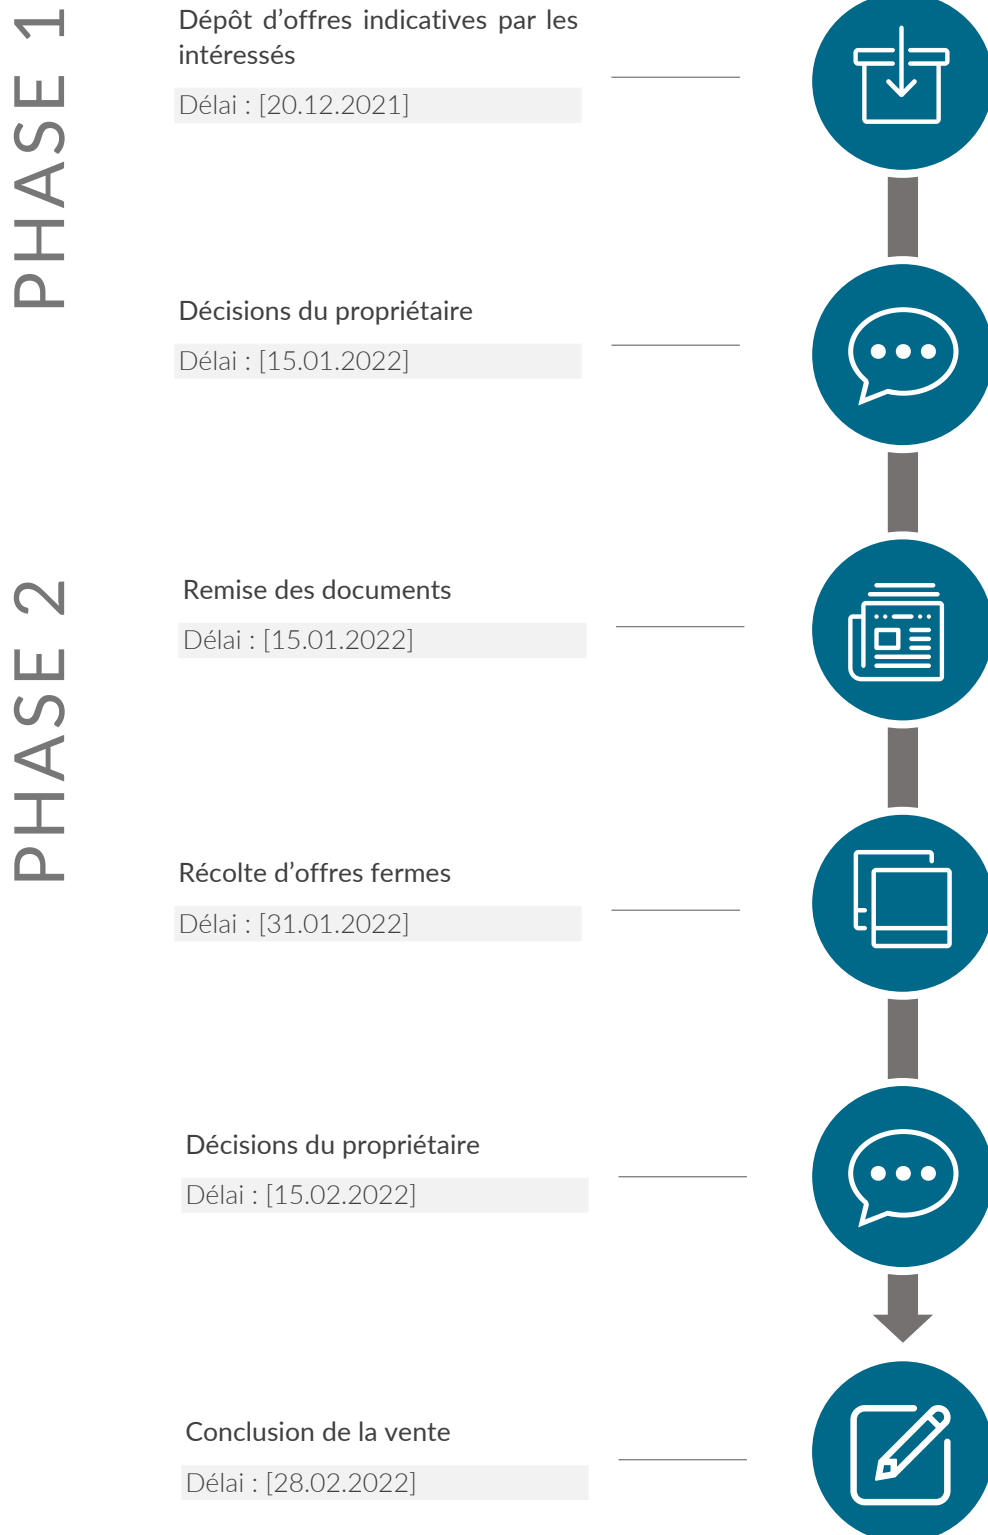 PHASE 1
Dépôt d’offres indicatives par les
intéressés
Délai : [20.12.2021]
Décisions du propriétaire
Délai : [15.01.2022]
PHASE 2
Remise des documents
Délai : [15.01.2022]
Récolte d’offres fermes
Délai : [31.01.2022]
Décisions du propriétaire
Délai : [15.02.2022]
Conclusion de la vente
Délai : [28.02.2022]